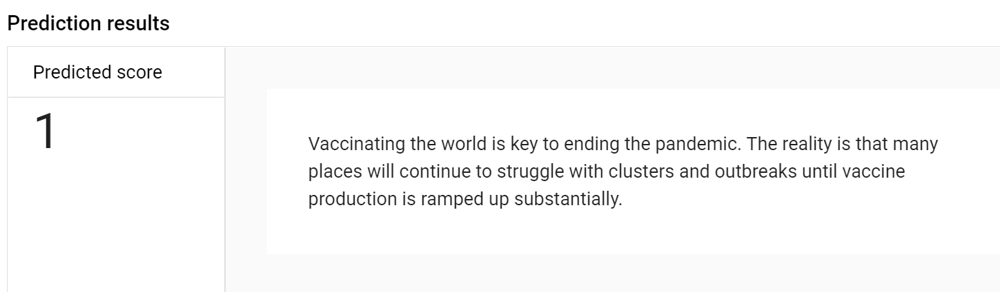 Prediction results
Predicted score
1
Vaccinating the world is key to ending the pandemic. The reality is that many
places will continue to struggle with clusters and outbreaks until vaccine
production is ramped up substantially.